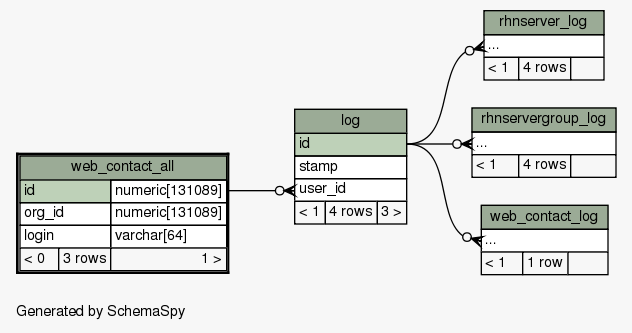 rhnserver_log
...
< 1 4 rows
log
id
stamp
user_id
< 1 4 rows 3 >
rhnservergroup_log
...
< 1 4 rows
web_contact_all
id numeric[131089]
org_id numeric[131089]
login varchar[64]
< 0 3 rows 1 >
web_contact_log
...
< 1 1 row
Generated by SchemaSpy